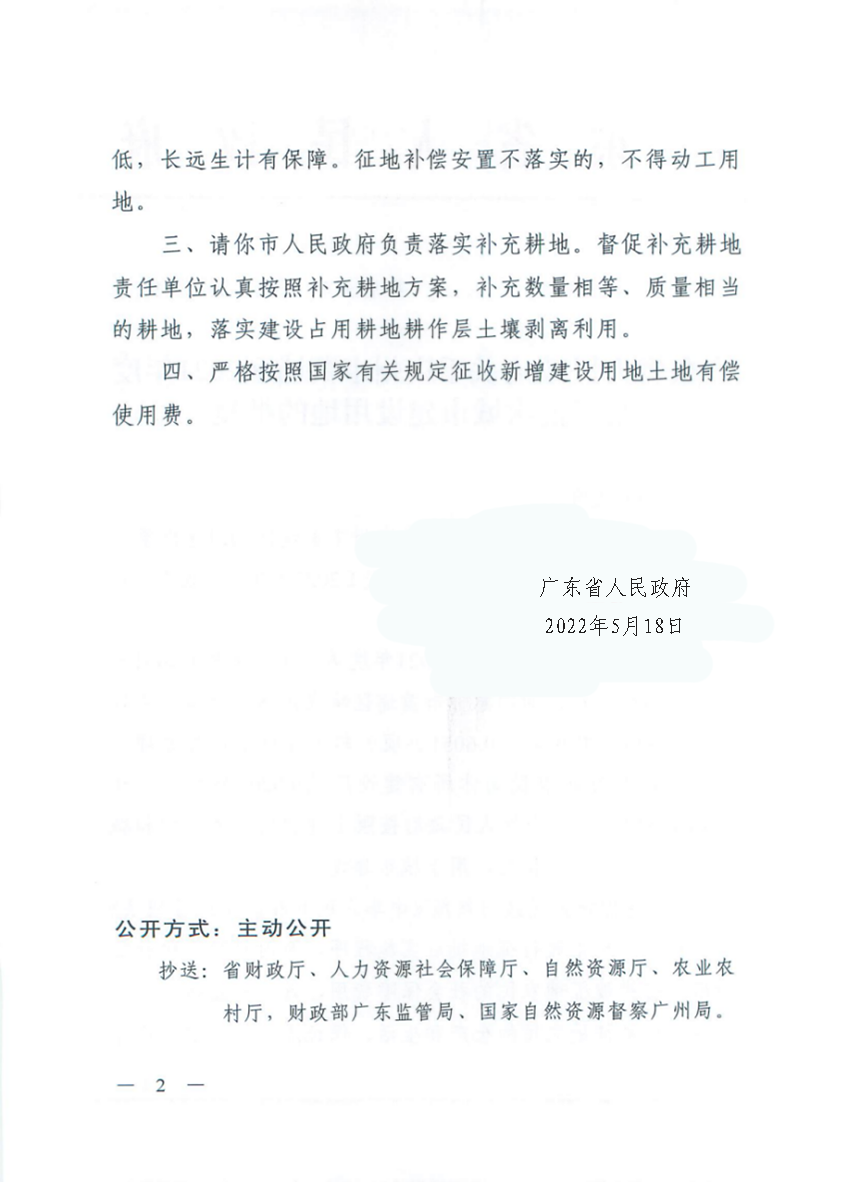 低，长远生计有保障。征地补偿安置不落实的，不得动工用
地。
三、请你市人民政府负责落实补充耕地。督促补充耕地
责任单位认真按照补充耕地方案，补充数量相等、质量相当
的耕地，落实建设占用耕地耕作层土壤剥离利用。
四、严格按照国家有关规定征收新增建设用地土地有偿
使用费。
广东省人民政府
2022年5月18日
公开方式：主动公开
抄送：省财政厅、人力资源社会保障厅、自然资源厅、农业农
村厅，财政部广东监管局、国家自然资源督察广州局。
— 2 —